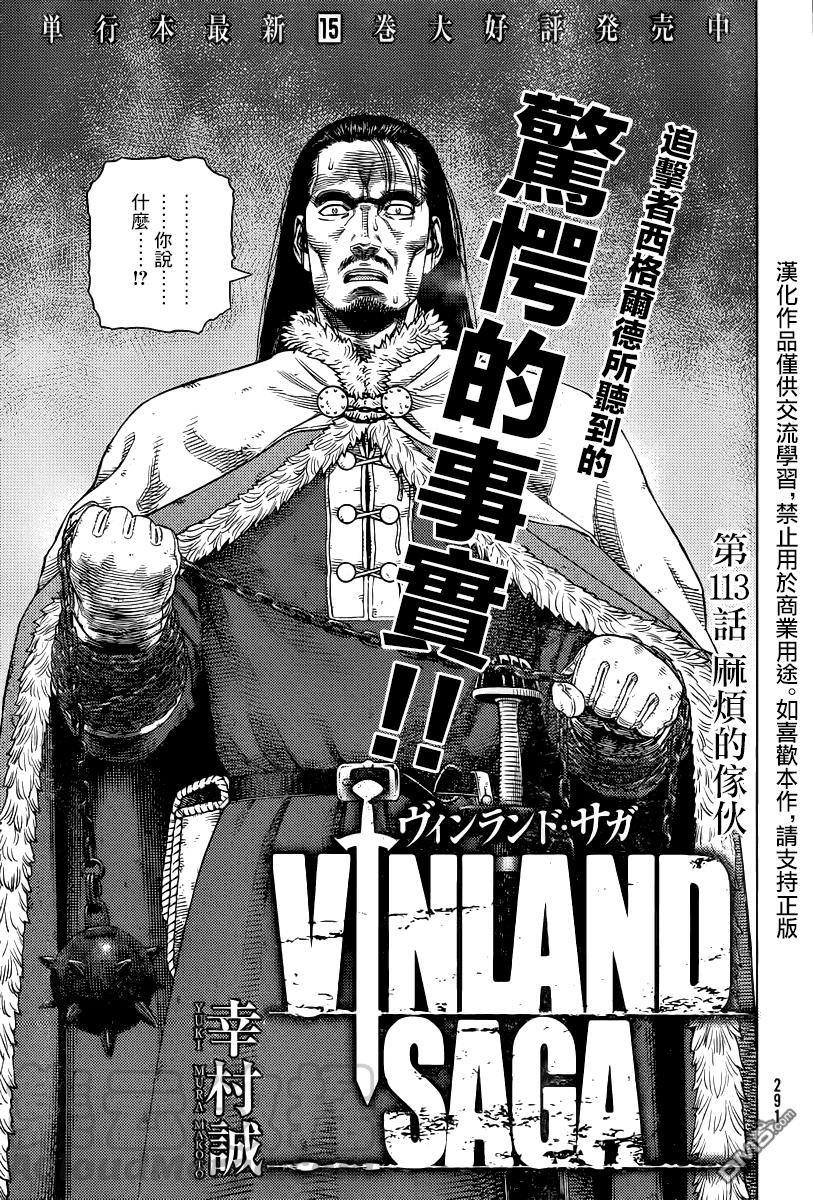 単行本最新15巻大好評発売中
追擊者西格爾德所聽到的
驚愕的事實!!
…………
……你說
什麼……!?
第113話 麻煩的傢伙
漢化作品僅供交流學習，禁止用於商業用途。如喜歡本作，請支持正版
ヴィンランド・サガ
VINLAND
SAGA
幸村誠
YUKI MURA MAKOTO
291
DM5.com